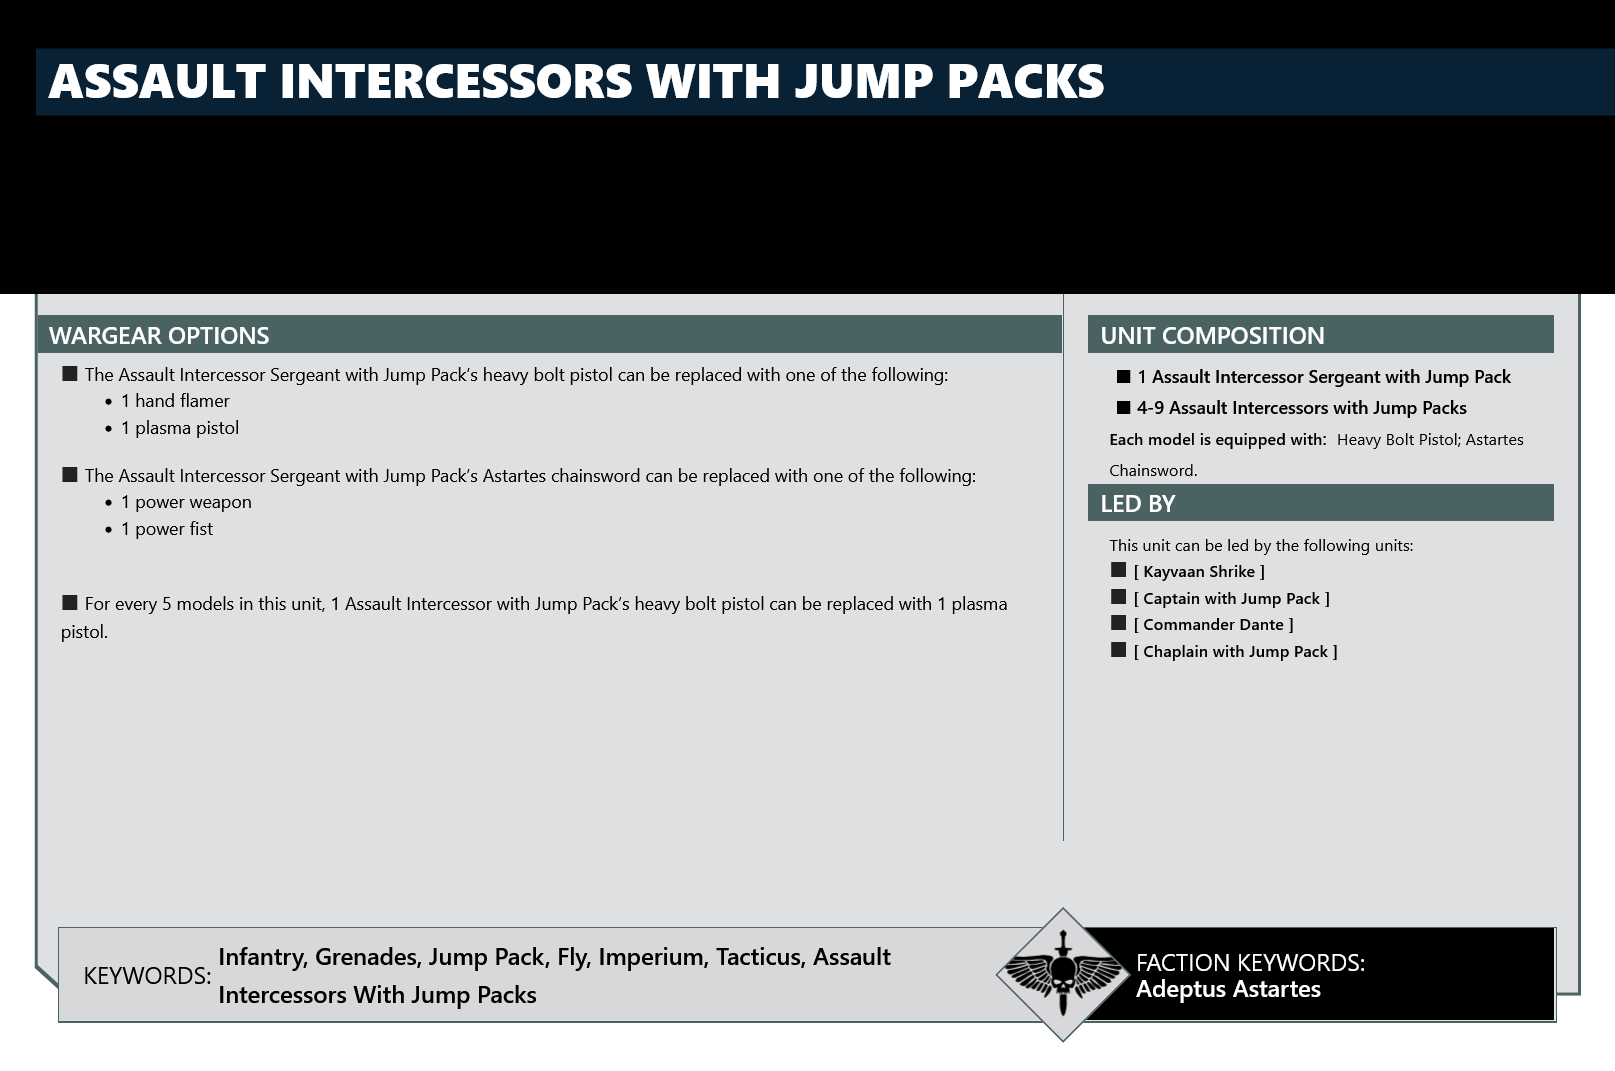 ASSAULT INTERCESSORS WITH JUMP PACKS
WARGEAR OPTIONS
■ The Assault Intercessor Sergeant with Jump Pack's heavy bolt pistol can be replaced with one of the following:
• 1 hand flamer
• 1 plasma pistol
■ The Assault Intercessor Sergeant with Jump Pack's Astartes chainsword can be replaced with one of the following:
• 1 power weapon
• 1 power fist
■ For every 5 models in this unit, 1 Assault Intercessor with Jump Pack's heavy bolt pistol can be replaced with 1 plasma
pistol.
UNIT COMPOSITION
■ 1 Assault Intercessor Sergeant with Jump Pack
■ 4-9 Assault Intercessors with Jump Packs
Each model is equipped with: Heavy Bolt Pistol; Astartes
Chainsword.
LED BY
This unit can be led by the following units:
■ [ Kayvaan Shrike ]
■ [ Captain with Jump Pack ]
■ [ Commander Dante ]
■ [ Chaplain with Jump Pack ]
KEYWORDS: Infantry, Grenades, Jump Pack, Fly, Imperium, Tacticus, Assault
Intercessors With Jump Packs
FACTION KEYWORDS:
Adeptus Astartes